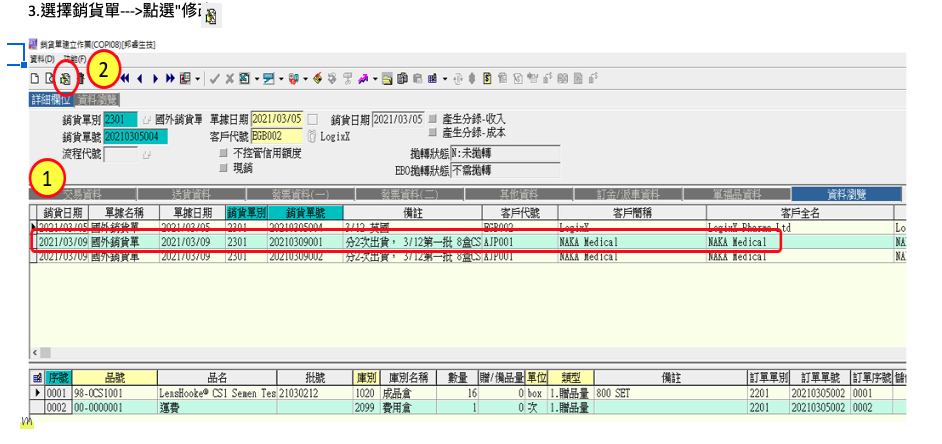 3.選擇銷貨單--->點選"修
銷貨單建立作業(COPI08)[邦睿生技]
資料(D) 功能(F)
2
詳細欄位 資料瀏覽
銷貨單別 2301 國外銷貨單 單據日期 2021/03/05 銷貨日期 2021/03/05 產生分錄-收入
銷貨單號 20210305004 客戶代號 EGB002 LogixX 產生分錄-成本
流程代號 不控管信用額度 拋轉狀態 N:未拋轉
現銷 EBO拋轉狀態 不需拋轉
1
交易資料 送貨資料 發票資料(一) 發票資料(二) 其他資料 訂金/派車資料 單福品資料 資料瀏覽
銷貨日期 單據名稱 單據日期 銷貨單別 銷貨單號 備註 客戶代號 客戶簡稱 客戶全名
2021/03/05 國外銷貨單 2021/03/05 2301 20210305004 3/12 英國 EGB002 LogixX LogixX Pharma Ltd Lo
2021/03/09 國外銷貨單 2021/03/09 2301 20210309001 分2次出貨, 3/12第一批 8盒CS AJP001 NAKA Medical NAKA Medical NA
2021/03/09 國外銷貨單 2021/03/09 2301 20210309002 分2次出貨, 3/12第一批 8盒CS AJP001 NAKA Medical NAKA Medical NA
序號 品號 品名 批號 庫別 庫別名稱 數量 贈/備品量 單位 類型 備註 訂單單別 訂單單號 訂單序號
0001 98-0CS1001 LensHooke® CS1 Semen Tes 21030212 1020 成品倉 16 0 box 1.贈品量 800 SET 2201 20210305002 0001
0002 00-0000001 運費 2099 費用倉 1 0 次 1.贈品量 2201 20210305002 0002